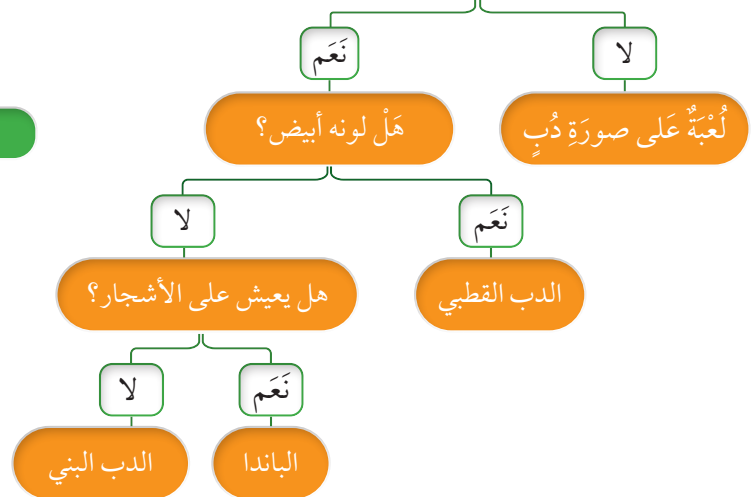 لا
نَعَم
لُعْبَةٌ عَلى صورَةِ دُبٍ
هَلْ لونه أبيض؟
نَعَم
لا
الدب القطبي
هل يعيش على الأشجار؟
نَعَم
لا
الباندا
الدب البني